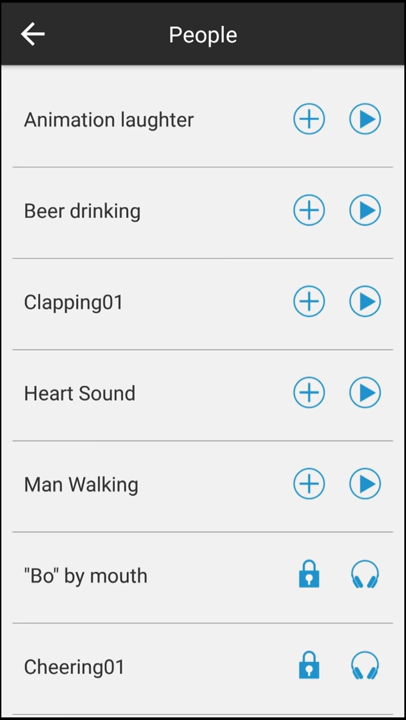 People
Animation laughter
Beer drinking
Clapping01
Heart Sound
Man Walking
"Bo" by mouth
Cheering01